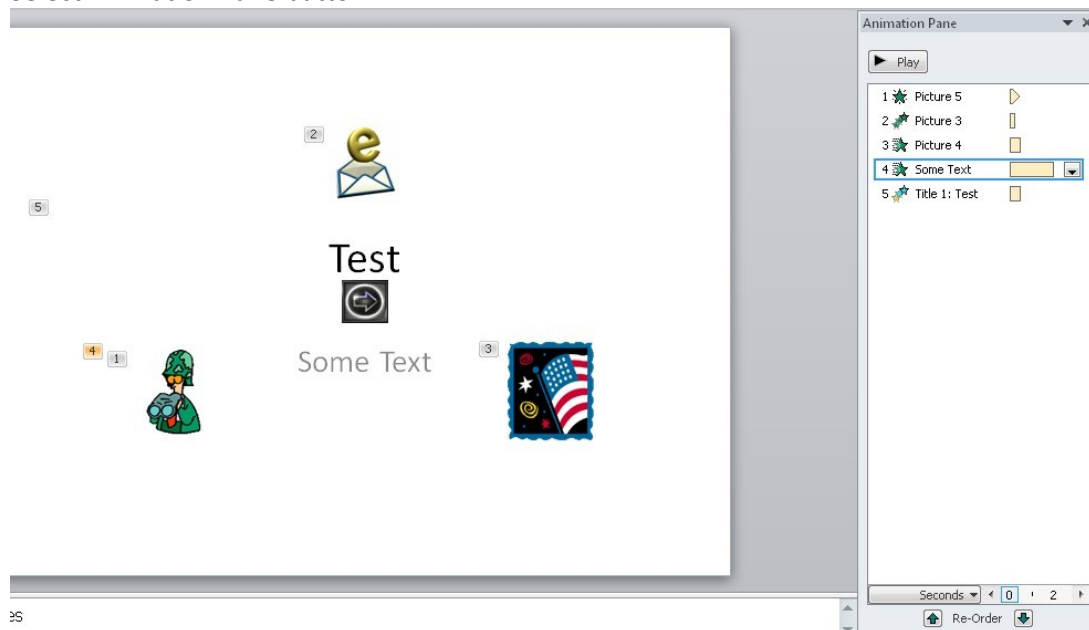 Animation Pane
Play
1 Picture 5
2 Picture 3
3 Picture 4
4 Some Text
5 Title 1: Test
2
e
5
Test
4
1
Some Text
3
Seconds 0 2
Re-Order
es